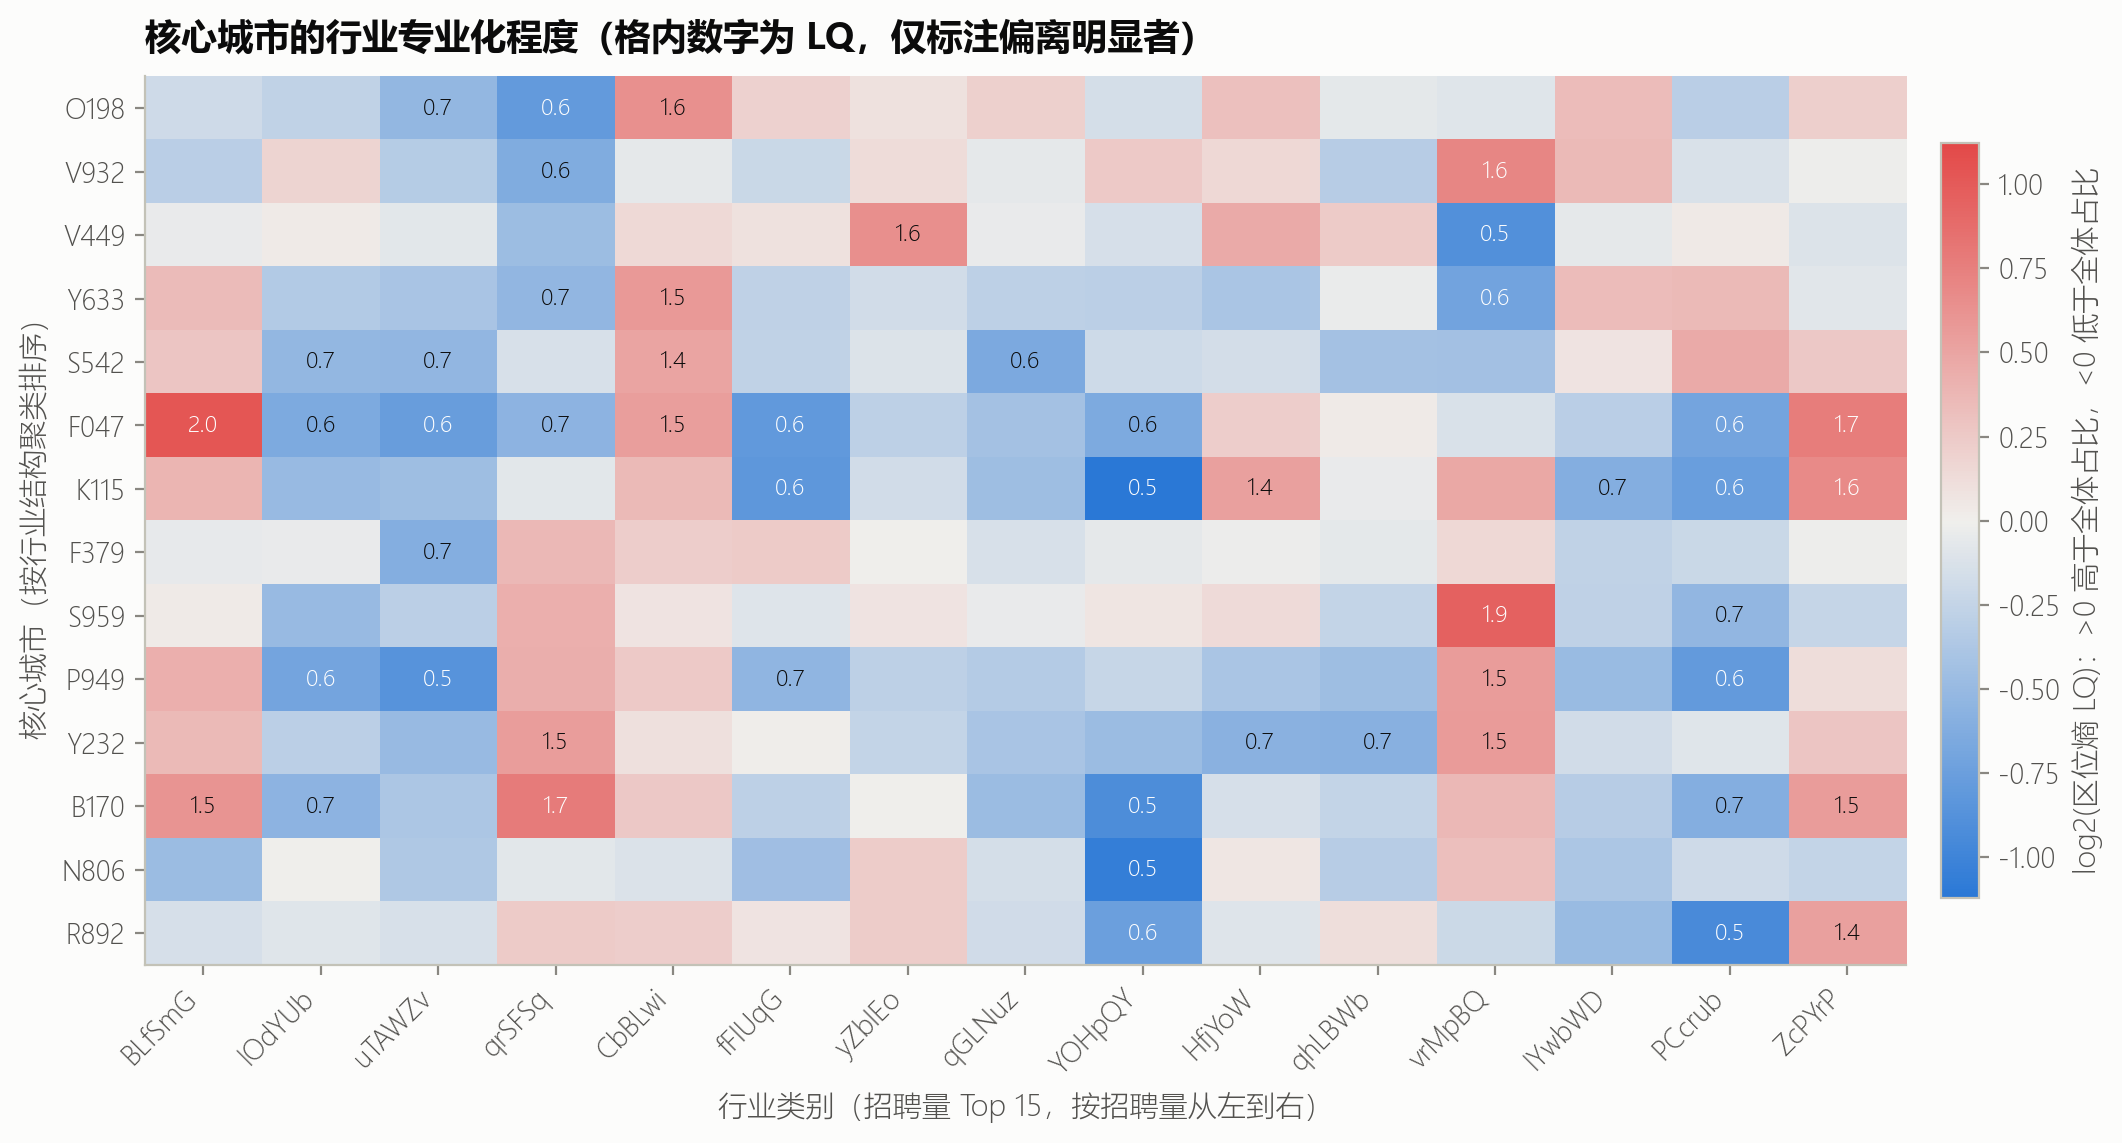 核心城市的行业专业化程度（格内数字为 LQ，仅标注偏离明显者）
核心城市（按行业结构聚类排序）
O198 0.7 0.6 1.6
V932 0.6 1.6
V449 1.6 0.5
Y633 0.7 1.5 0.6
S542 0.7 0.7 1.4 0.6
F047 2.0 0.6 0.6 0.7 1.5 0.6 0.6 0.6 1.7
K115 0.6 0.5 1.4 0.7 0.6 1.6
F379 0.7
S959 1.9 0.7
P949 0.6 0.5 0.7 1.5 0.6
Y232 1.5 0.7 0.7 1.5
B170 1.5 0.7 1.7 0.5 0.7 1.5
N806 0.5
R892 0.6 0.5 1.4
BLfSmG lOdYUb uTAWZv qrSFSq CbBLwi fFlUqG yZblEo qGLNuz YOHpQY HfjYoW qhLBWb vrMpBQ lYwbWD PCcrub ZcPYrP
行业类别（招聘量 Top 15，按招聘量从左到右）
1.00
0.75
0.50
0.25
0.00
-0.25
-0.50
-0.75
-1.00
log2(区位熵 LQ)：>0 高于全体占比，<0 低于全体占比